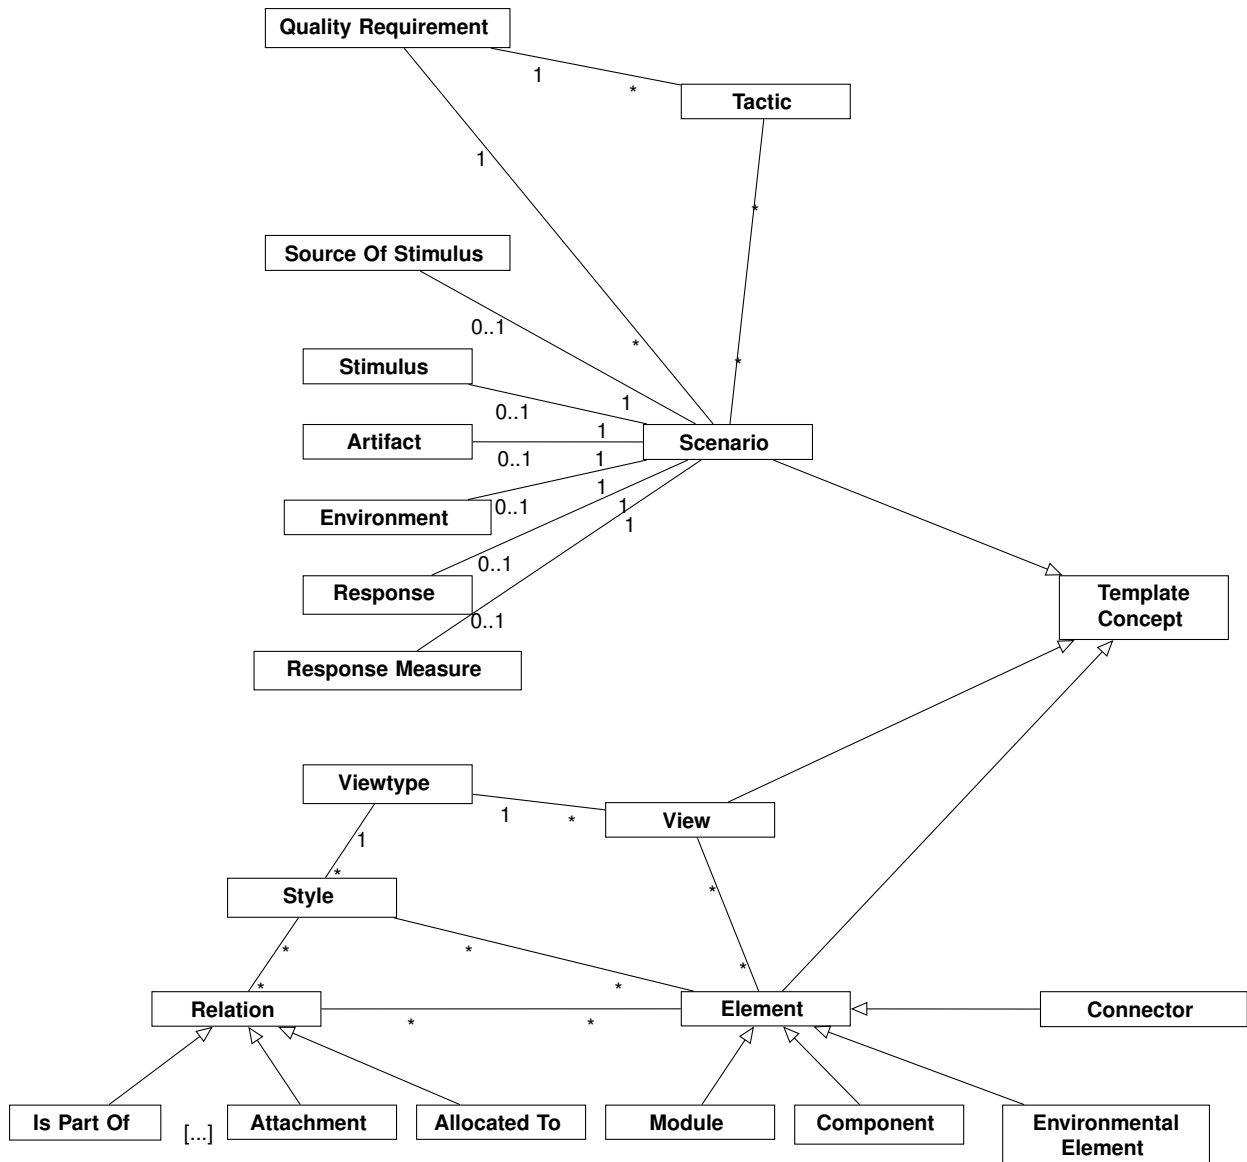 Quality Requirement
1
*
Tactic
1
*
Source Of Stimulus
0..1
*
*
Stimulus
0..1
1
Artifact
1
Scenario
0..1
1
Environment
0..1
1
1
1
0..1
Response
0..1
Template
Concept
Response Measure
Viewtype
1
*
View
1
*
Style
*
*
*
*
*
*
*
Relation
Element
Connector
*
*
Is Part Of
[...]
Attachment
Allocated To
Module
Component
Environmental
Element